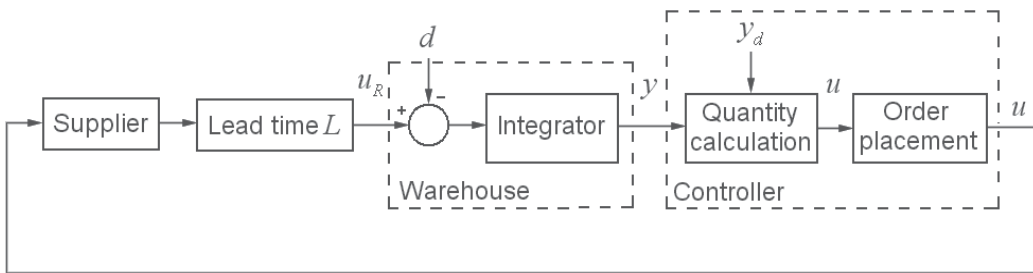 d
y_d
u_R
+
−
y
u
u
Supplier
Lead time L
Integrator
Quantity
calculation
Order
placement
Warehouse
Controller